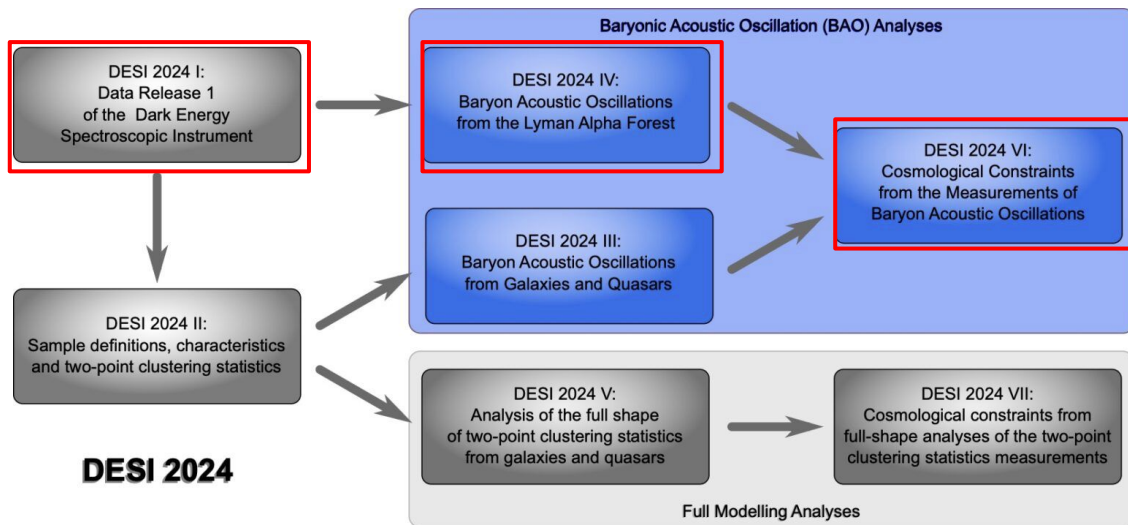 Baryonic Acoustic Oscillation (BAO) Analyses
DESI 2024 I:
Data Release 1
of the Dark Energy
Spectroscopic Instrument
DESI 2024 IV:
Baryon Acoustic Oscillations
from the Lyman Alpha Forest
DESI 2024 VI:
Cosmological Constraints
from the Measurements of
Baryon Acoustic Oscillations
DESI 2024 III:
Baryon Acoustic Oscillations
from Galaxies and Quasars
DESI 2024 II:
Sample definitions, characteristics
and two-point clustering statistics
DESI 2024 V:
Analysis of the full shape
of two-point clustering statistics
from galaxies and quasars
DESI 2024 VII:
Cosmological constraints from
full-shape analyses of the two-point
clustering statistics measurements
DESI 2024
Full Modelling Analyses